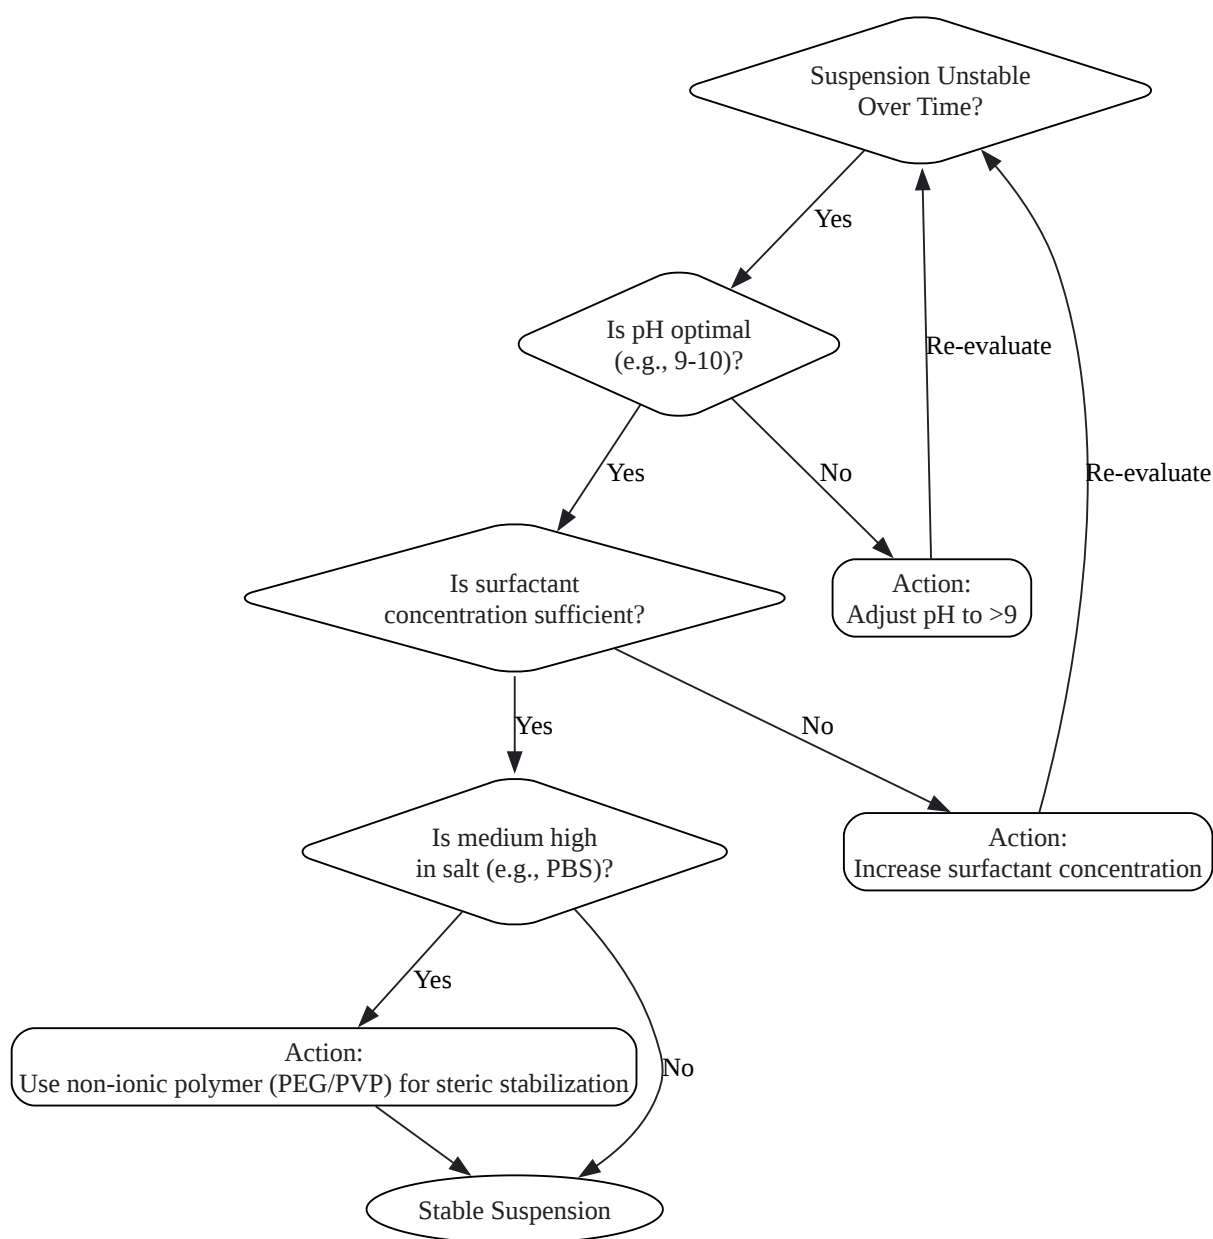 Suspension Unstable
Over Time?
Yes
Is pH optimal
(e.g., 9-10)?
Re-evaluate
Yes
No
Re-evaluate
Is surfactant
concentration sufficient?
Action:
Adjust pH to >9
Yes
No
Is medium high
in salt (e.g., PBS)?
Action:
Increase surfactant concentration
Yes
Action:
Use non-ionic polymer (PEG/PVP) for steric stabilization
No
Stable Suspension